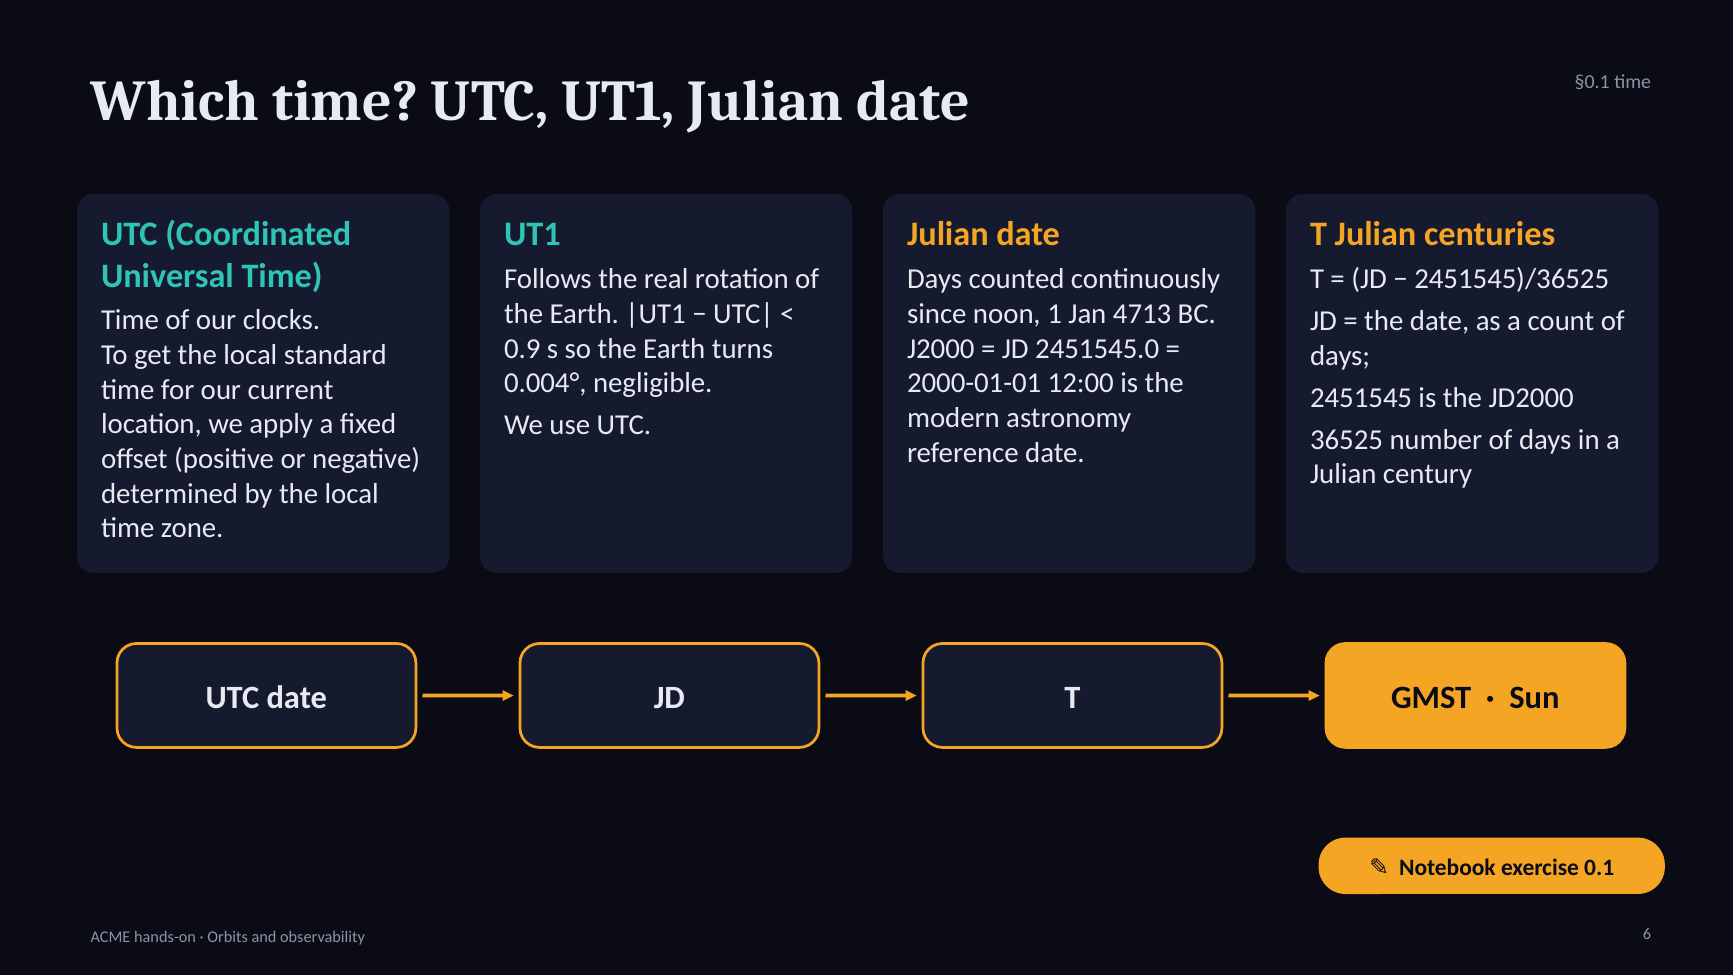 Which time? UTC, UT1, Julian date
§0.1 time
UTC (Coordinated
Universal Time)
Time of our clocks.
To get the local standard
time for our current
location, we apply a fixed
offset (positive or negative)
determined by the local
time zone.
UT1
Follows the real rotation of
the Earth. |UT1 − UTC| <
0.9 s so the Earth turns
0.004°, negligible.
We use UTC.
Julian date
Days counted continuously
since noon, 1 Jan 4713 BC.
J2000 = JD 2451545.0 =
2000-01-01 12:00 is the
modern astronomy
reference date.
T Julian centuries
T = (JD − 2451545)/36525
JD = the date, as a count of
days;
2451545 is the JD2000
36525 number of days in a
Julian century
UTC date
JD
T
GMST · Sun
✎ Notebook exercise 0.1
ACME hands-on · Orbits and observability
6